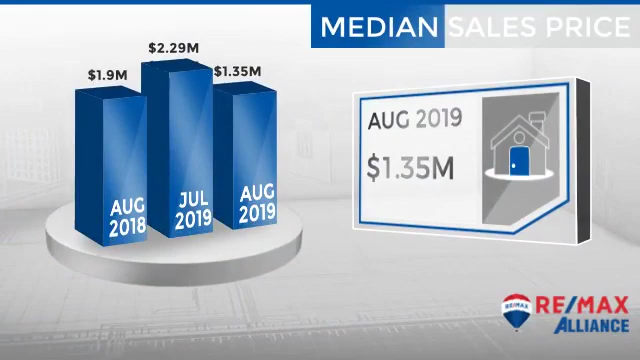 MEDIAN SALES PRICE
$1.9M
$2.29M
$1.35M
AUG
2018
JUL
2019
AUG
2019
AUG 2019
$1.35M
RE/MAX
RE/MAX
ALLIANCE